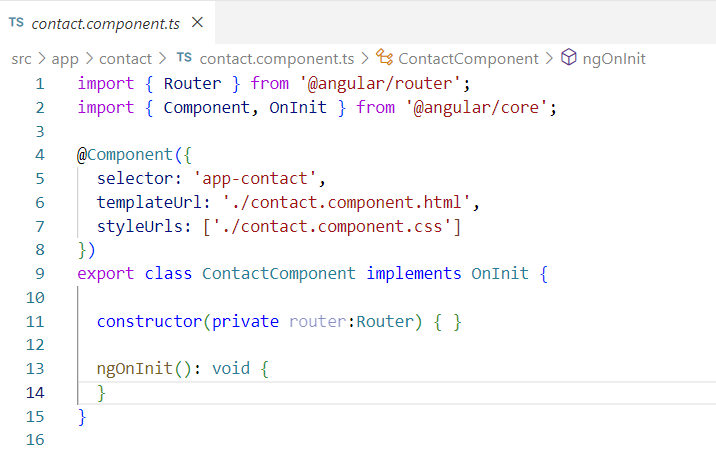 TS contact.component.ts ×
src > app > contact > TS contact.component.ts > ContactComponent > ngOnInit
1 import { Router } from '@angular/router';
2 import { Component, OnInit } from '@angular/core';
3
4 @Component({
5   selector: 'app-contact',
6   templateUrl: './contact.component.html',
7   styleUrls: ['./contact.component.css']
8 })
9 export class ContactComponent implements OnInit {
10
11   constructor(private router:Router) { }
12
13   ngOnInit(): void {
14   }
15 }
16